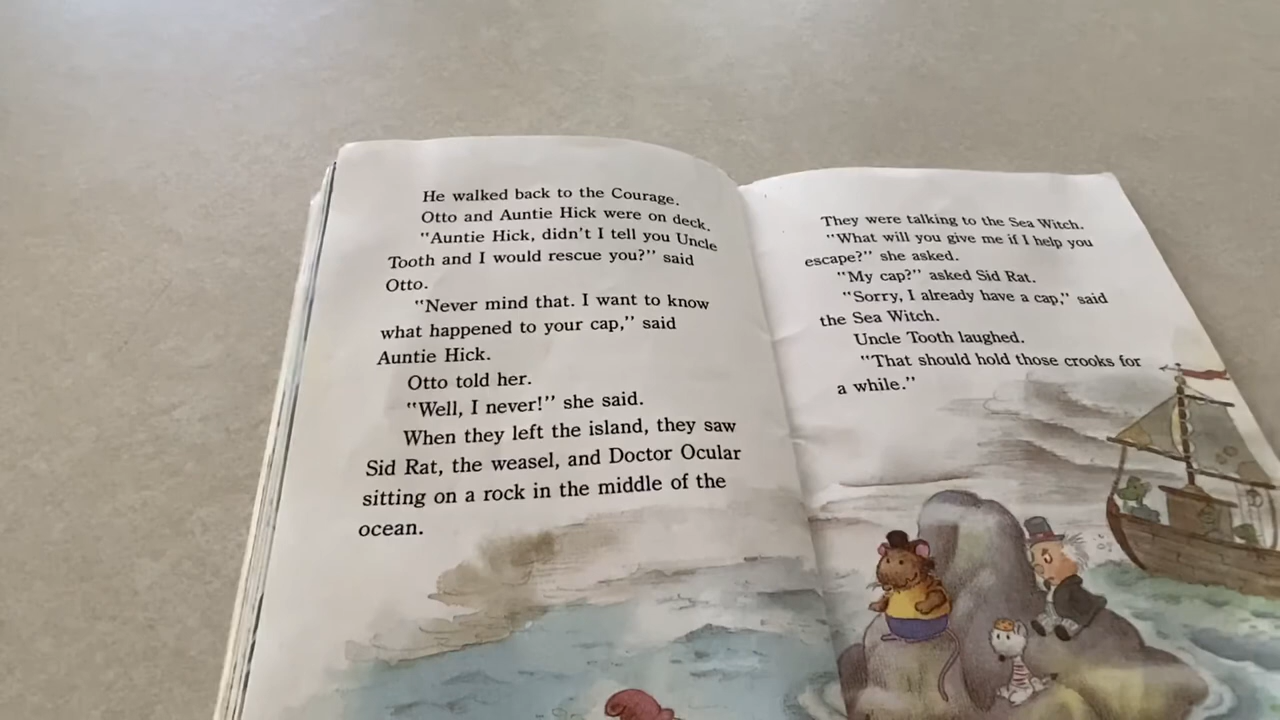 He walked back to the Courage.
Otto and Auntie Hick were on deck.
"Auntie Hick, didn't I tell you Uncle
Tooth and I would rescue you?" said
Otto.
"Never mind that. I want to know
what happened to your cap," said
Auntie Hick.
Otto told her.
"Well, I never!" she said.
When they left the island, they saw
Sid Rat, the weasel, and Doctor Ocular
sitting on a rock in the middle of the
ocean.
They were talking to the Sea Witch.
"What will you give me if I help you
escape?" she asked.
"My cap?" asked Sid Rat.
"Sorry, I already have a cap," said
the Sea Witch.
Uncle Tooth laughed.
"That should hold those crooks for
a while."